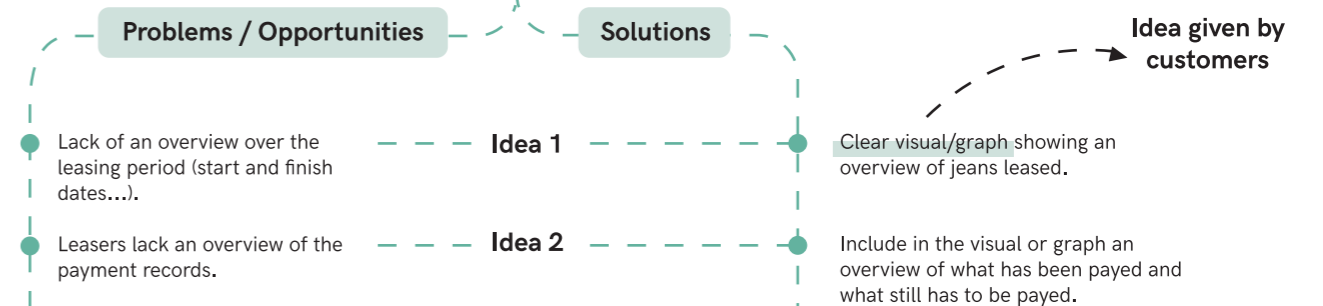 Problems / Opportunities
Solutions
Idea given by
customers
Lack of an overview over the
leasing period (start and finish
dates...).
Idea 1
Clear visual/graph showing an
overview of jeans leased.
Leasers lack an overview of the
payment records.
Idea 2
Include in the visual or graph an
overview of what has been payed and
what still has to be payed.